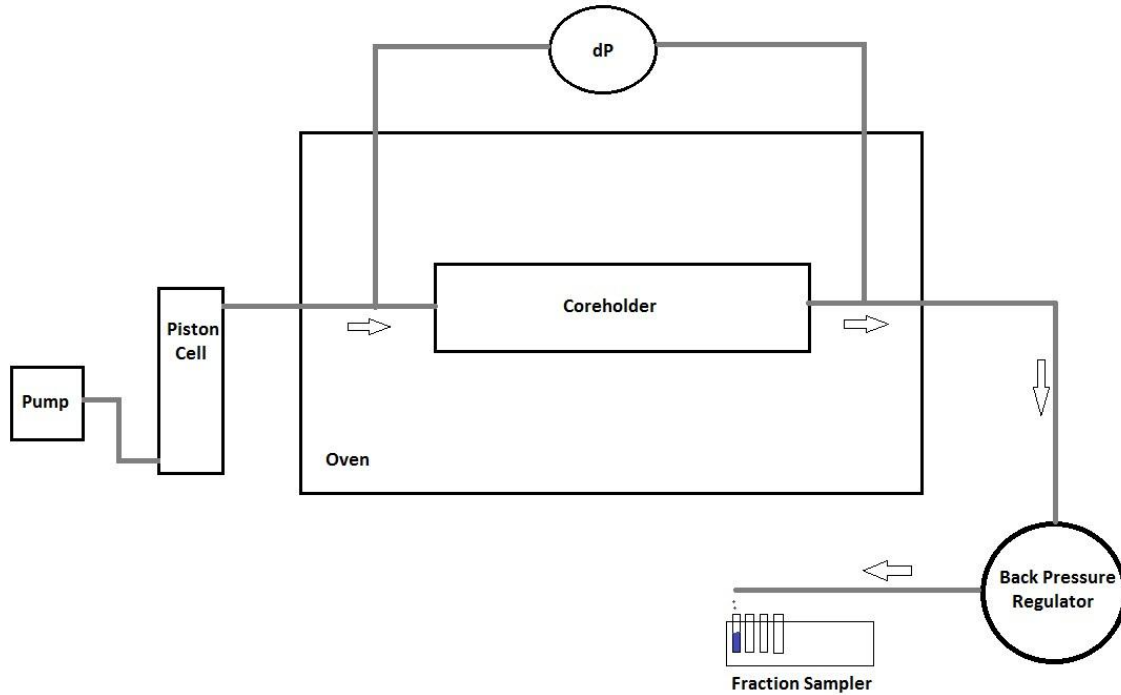 dP
Coreholder
Piston
Cell
Pump
Oven
Back Pressure
Regulator
Fraction Sampler